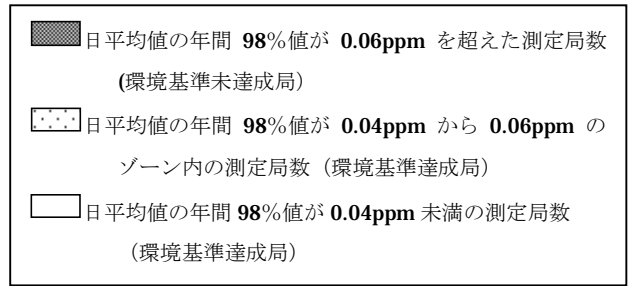 日平均値の年間 98%値が 0.06ppm を超えた測定局数
(環境基準未達成局）
日平均値の年間 98%値が 0.04ppm から 0.06ppm の
ゾーン内の測定局数（環境基準達成局）
日平均値の年間 98%値が 0.04ppm 未満の測定局数
（環境基準達成局）